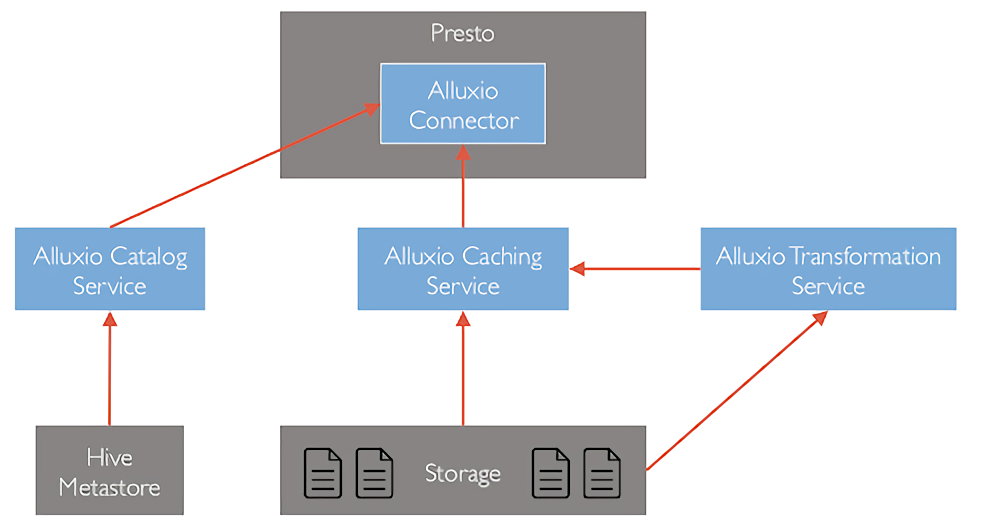 Presto
Alluxio
Connector
Alluxio Catalog
Service
Alluxio Caching
Service
Alluxio Transformation
Service
Hive
Metastore
Storage